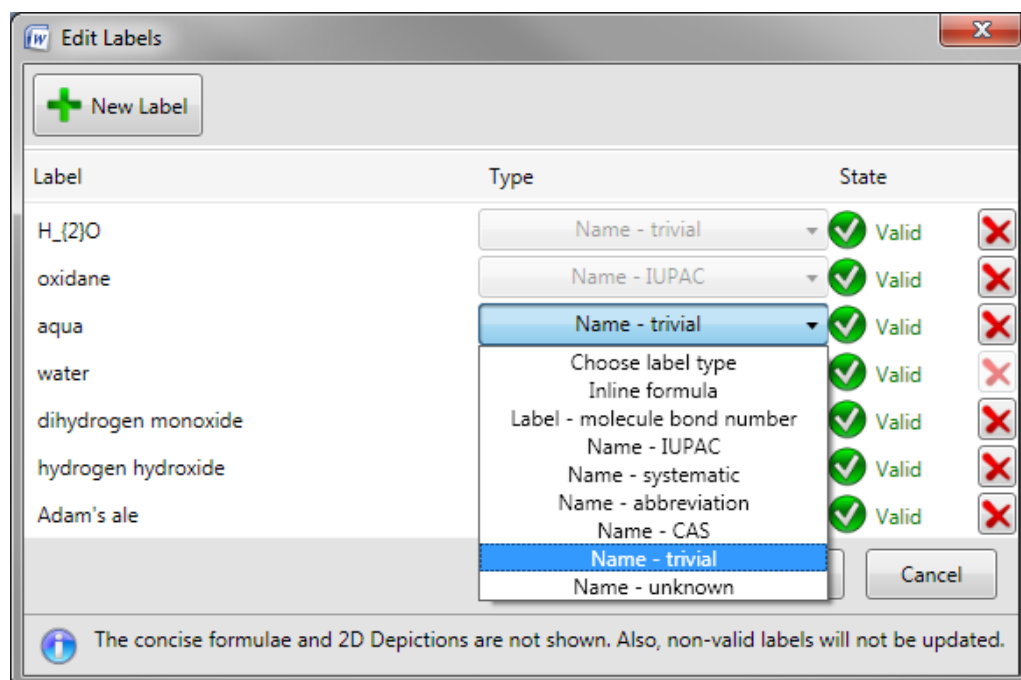 Edit Labels
New Label
Label Type State
H_{2}O Name - trivial Valid
oxidane Name - IUPAC Valid
aqua Name - trivial Valid
water Valid
dihydrogen monoxide Valid
hydrogen hydroxide Valid
Adam's ale Valid
Choose label type
Inline formula
Label - molecule bond number
Name - IUPAC
Name - systematic
Name - abbreviation
Name - CAS
Name - trivial
Name - unknown
Cancel
The concise formulae and 2D Depictions are not shown. Also, non-valid labels will not be updated.